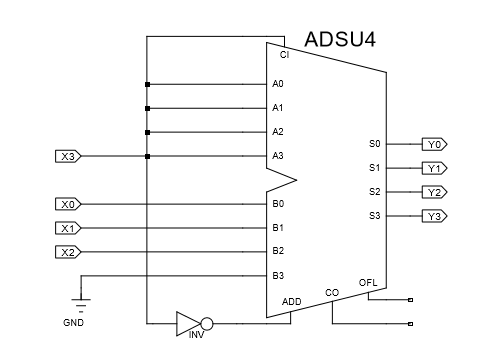 ADSU4
CI
A0
A1
A2
X3 A3
S0 Y0
S1 Y1
S2 Y2
S3 Y3
X0 B0
X1 B1
X2 B2
B3
OFL
CO
ADD
GND
INV